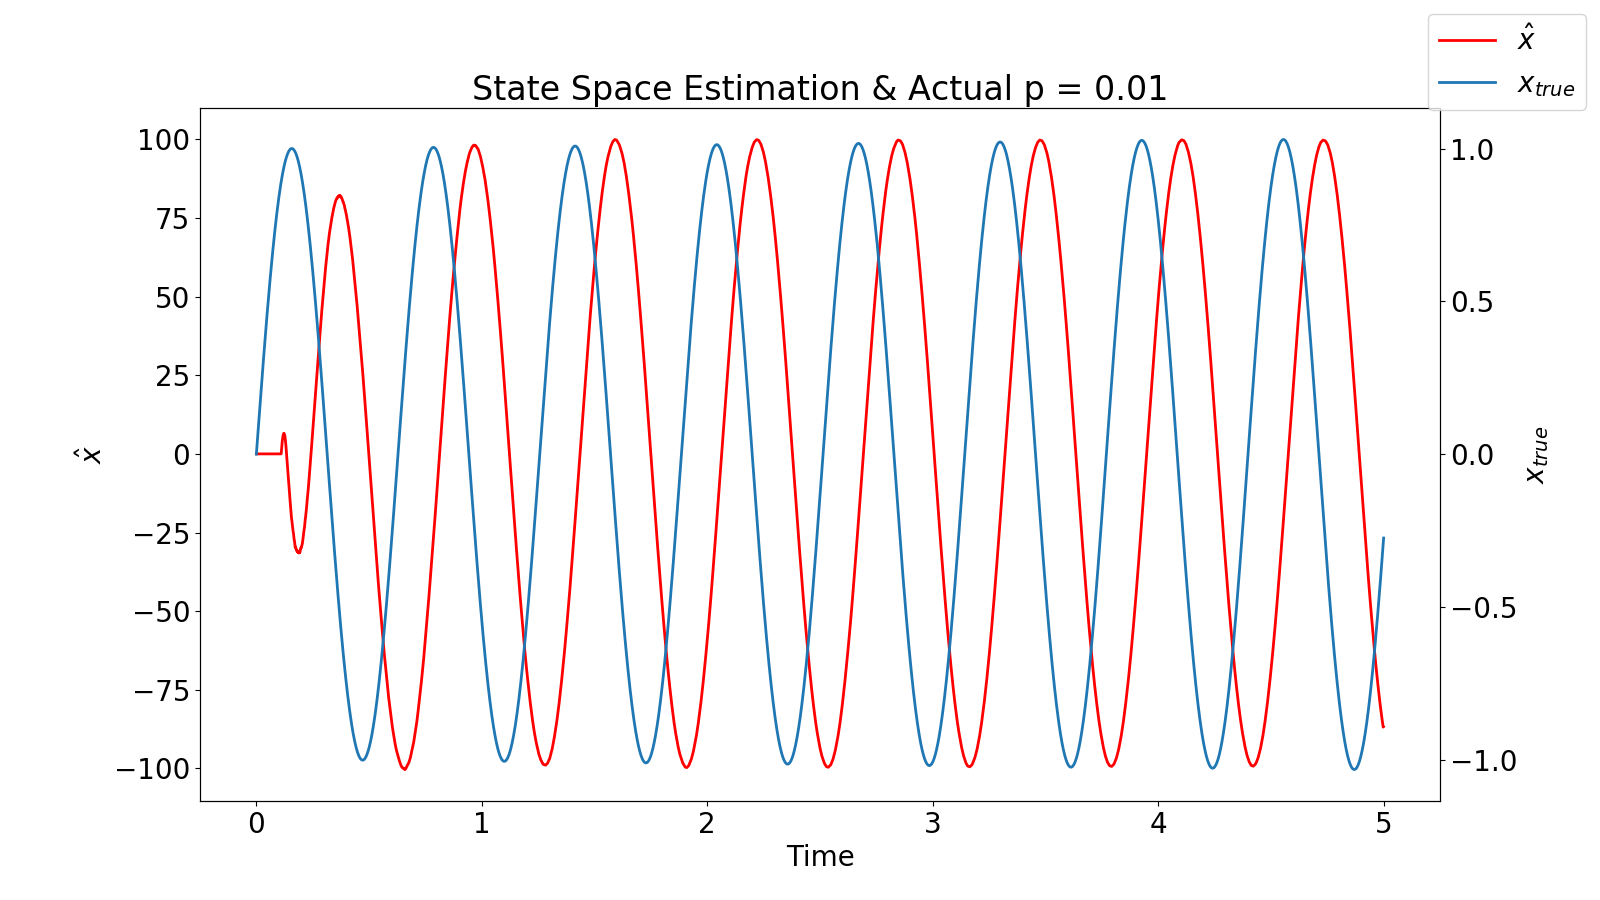 x̂
x_true
State Space Estimation & Actual p = 0.01
100
75
50
25
0
−25
−50
−75
−100
x̂
1.0
0.5
0.0
−0.5
−1.0
x_true
0 1 2 3 4 5
Time